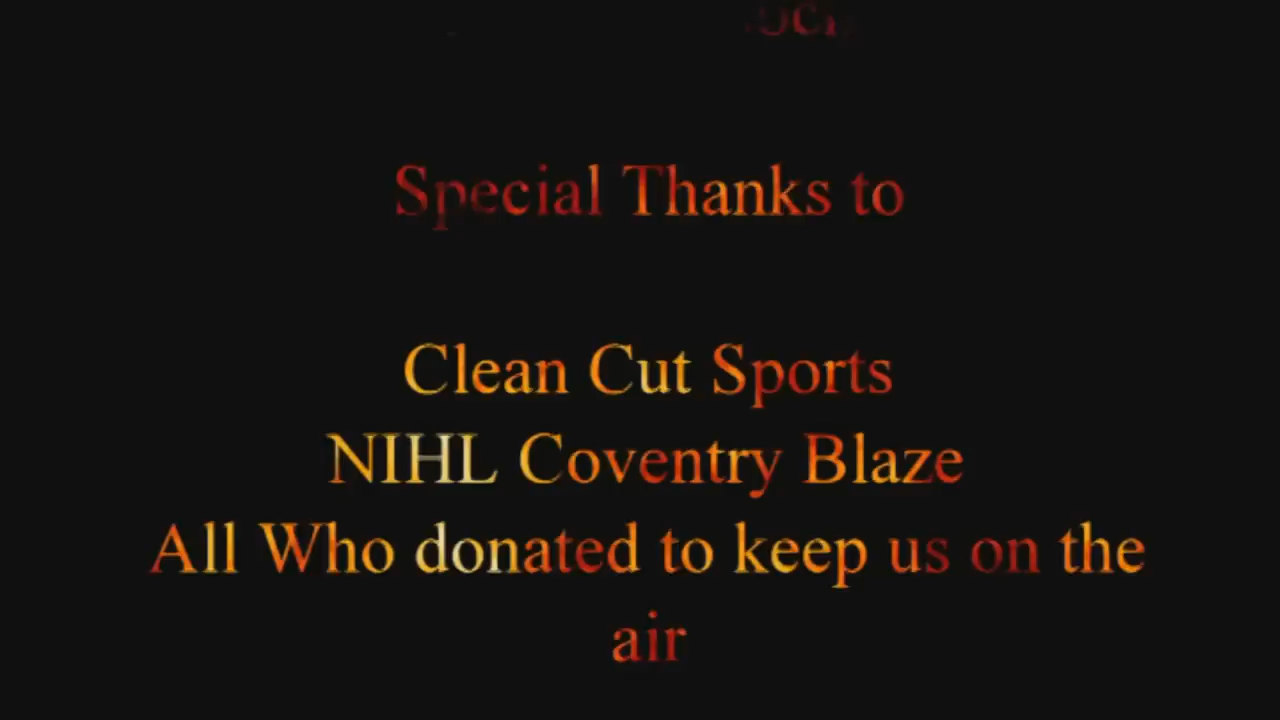 Special Thanks to
Clean Cut Sports
NIHL Coventry Blaze
All Who donated to keep us on the
air